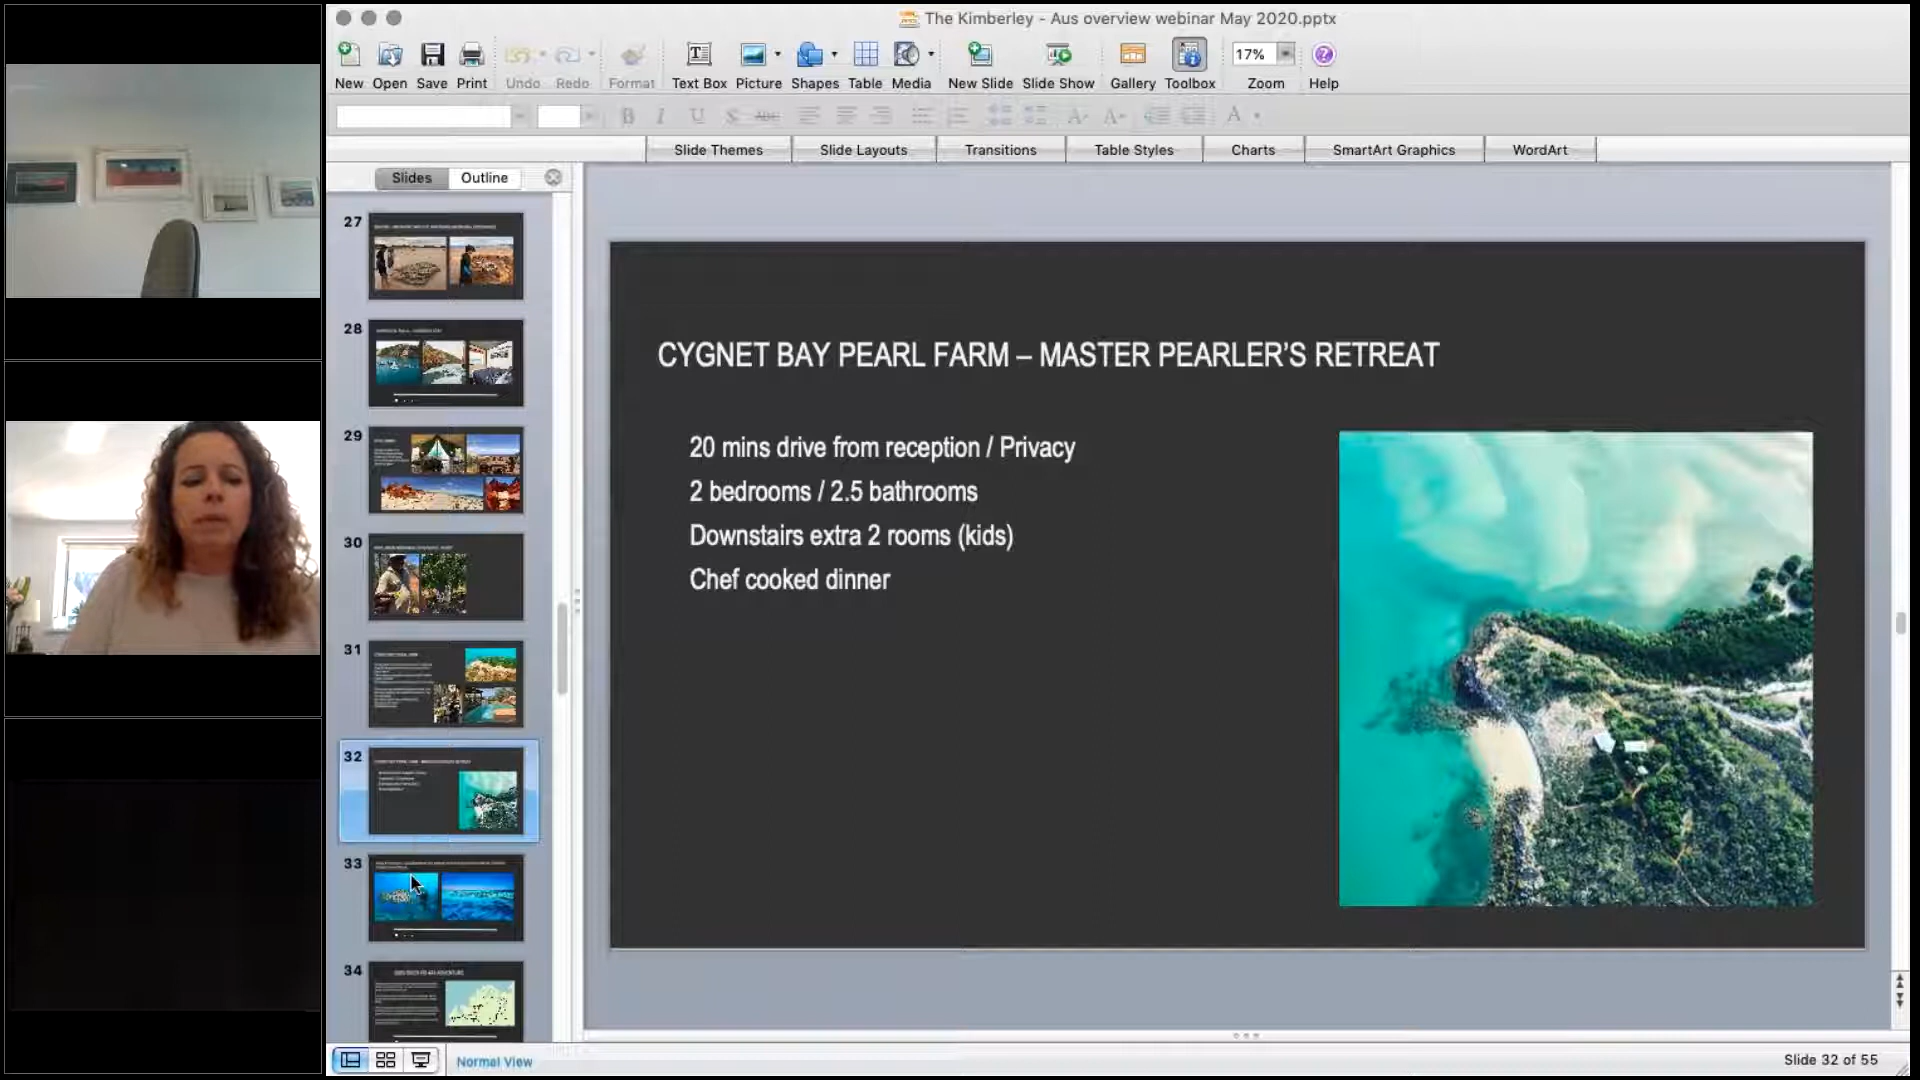 The Kimberley - Aus overview webinar May 2020.pptx
New Open Save Print Undo Redo Format Text Box Picture Shapes Table Media New Slide Slide Show Gallery Toolbox 17% Zoom Help
B I U S ABC A A A
Slide Themes Slide Layouts Transitions Table Styles Charts SmartArt Graphics WordArt
Slides Outline
27
28
29
30
31
32
33
34
CYGNET BAY PEARL FARM – MASTER PEARLER'S RETREAT
20 mins drive from reception / Privacy
2 bedrooms / 2.5 bathrooms
Downstairs extra 2 rooms (kids)
Chef cooked dinner
Normal View
Slide 32 of 55